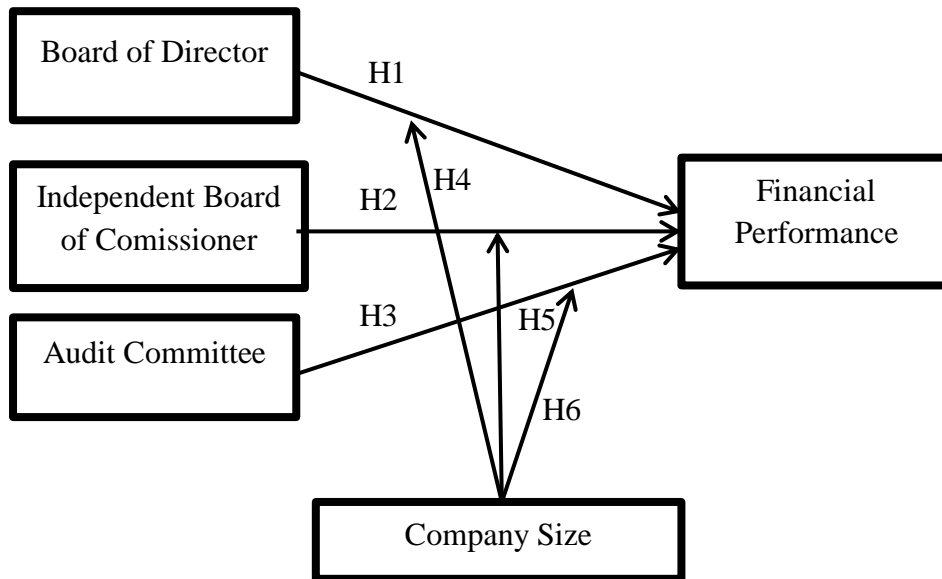 Board of Director
H1
H4
Independent Board
of Comissioner
H2
Financial
Performance
H3
Audit Committee
H5
H6
Company Size